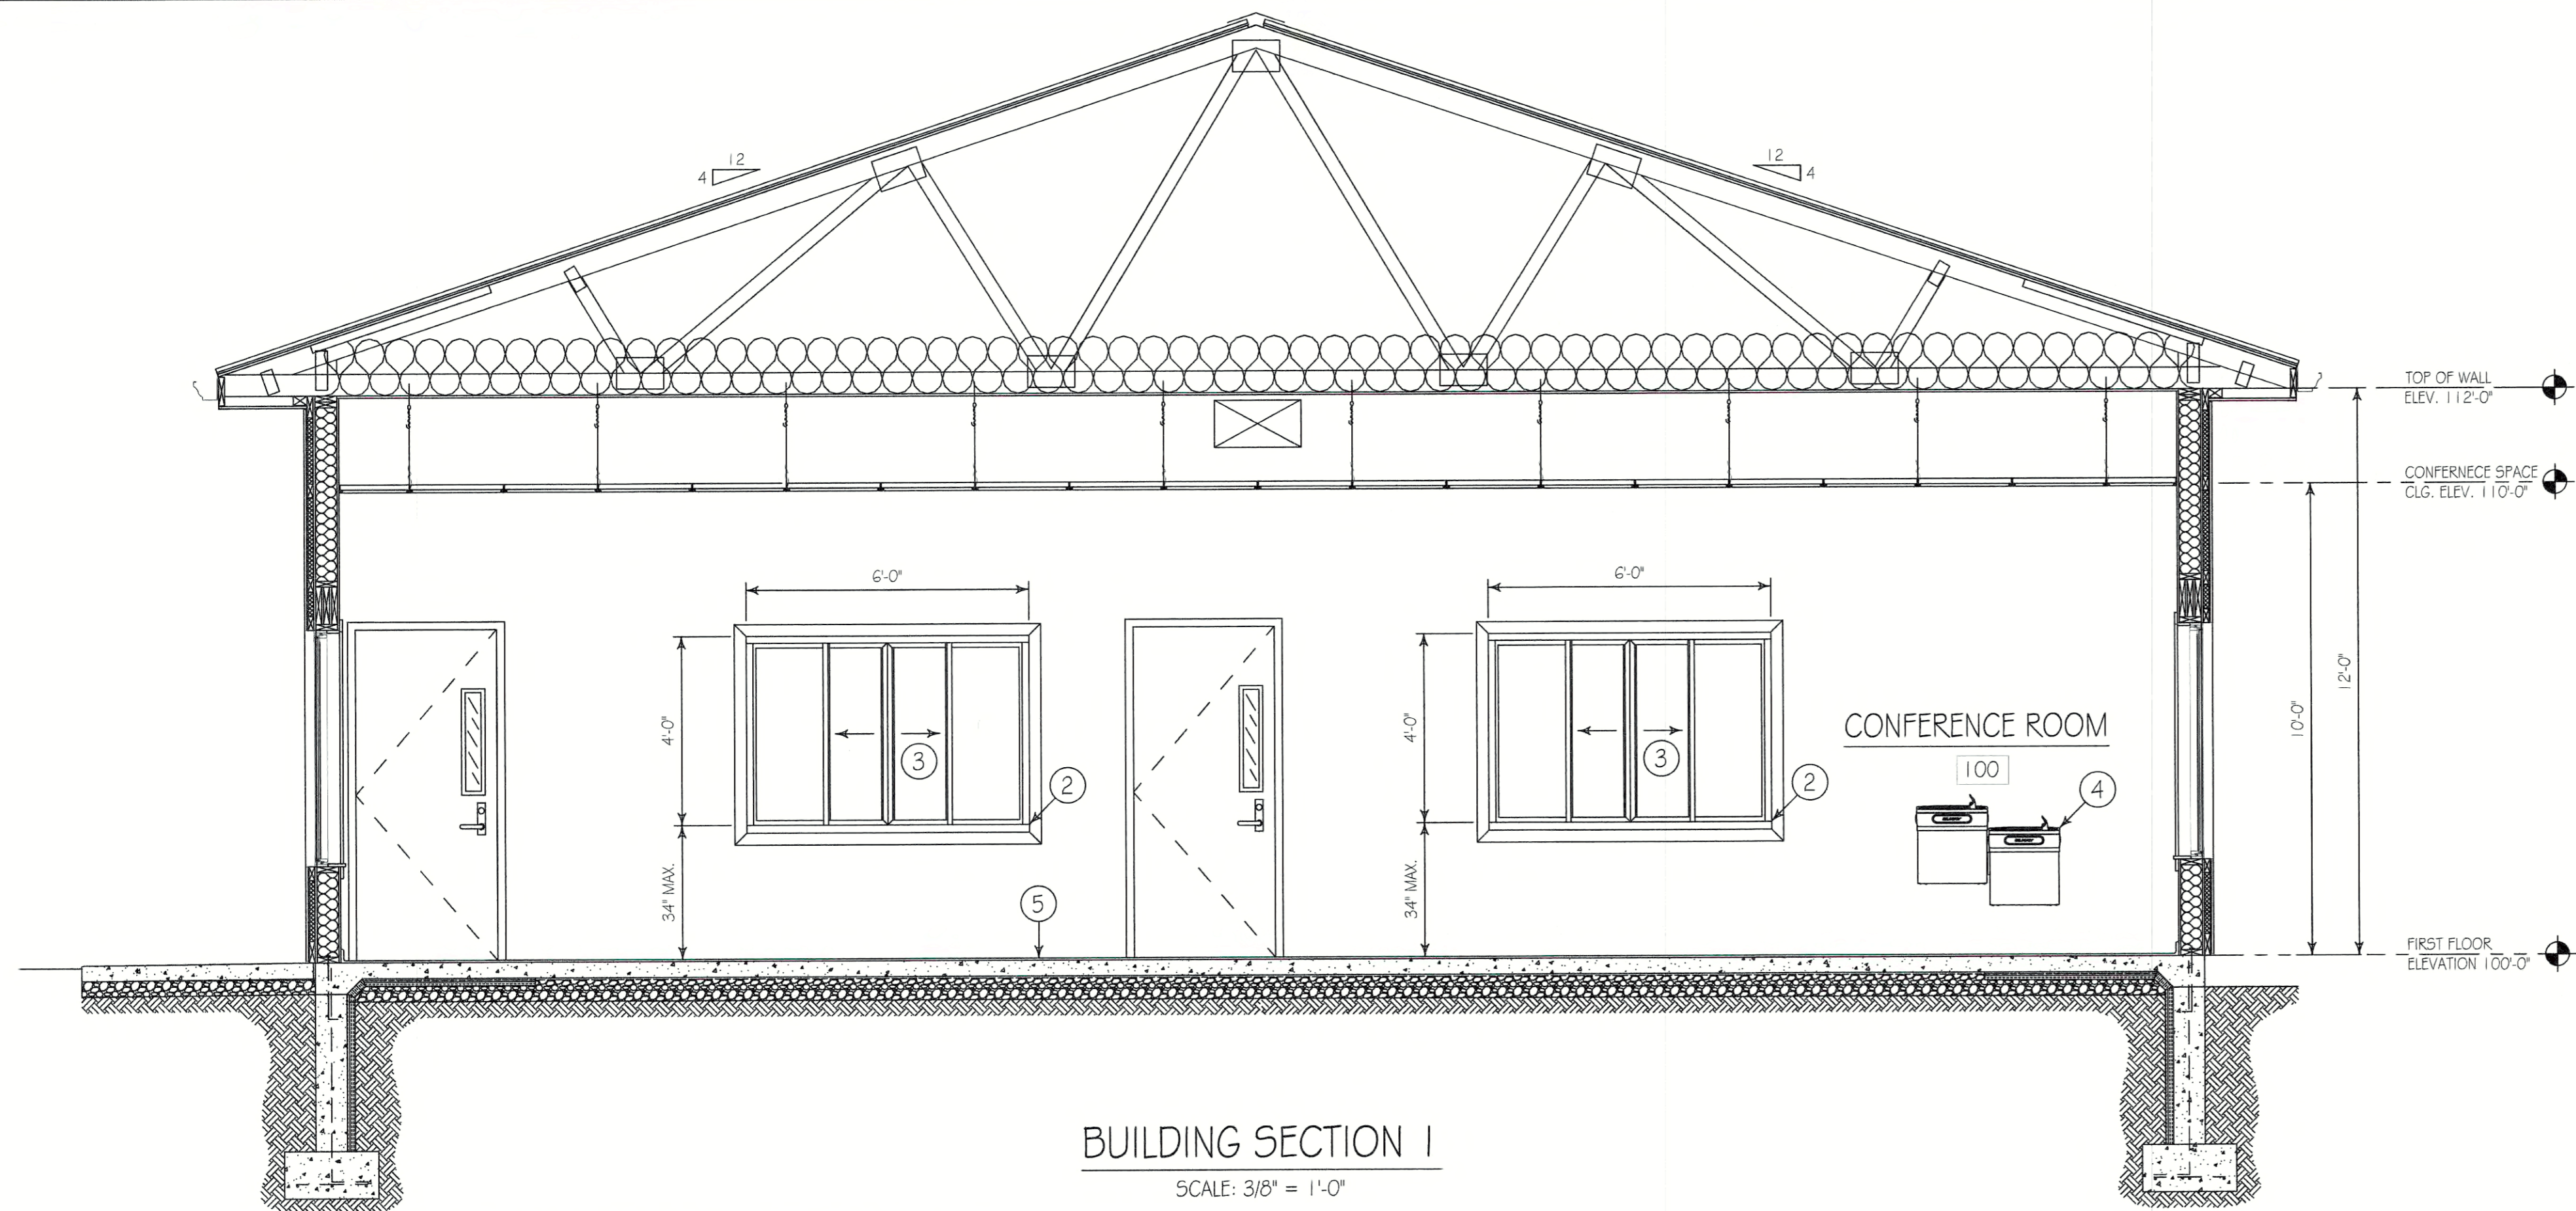 12
4
12
4
TOP OF WALL
ELEV. 112'-0"
CONFERNECE SPACE
CLG. ELEV. 110'-0"
6'-0"
6'-0"
4'-0"
4'-0"
12'-0"
10'-0"
3
3
2
2
CONFERENCE ROOM
100
4
34" MAX.
34" MAX.
5
FIRST FLOOR
ELEVATION 100'-0"
BUILDING SECTION 1
SCALE: 3/8" = 1'-0"